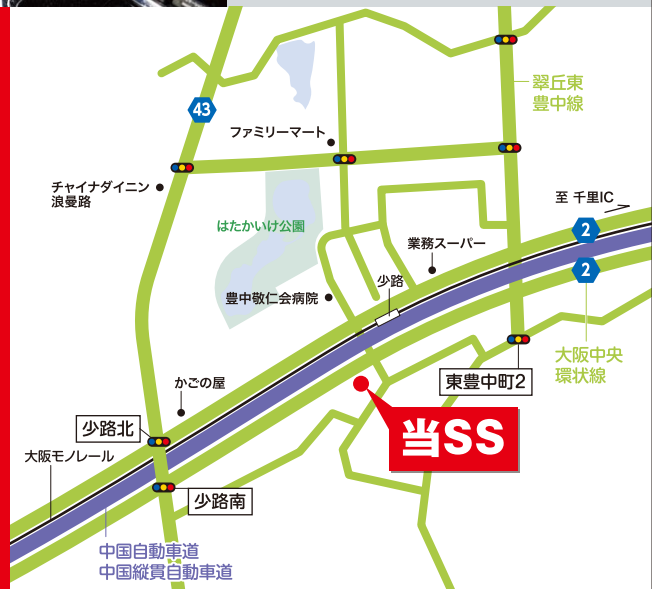 43
翠丘東
豊中線
ファミリーマート
チャイナダイニン
浪曼路
至 千里IC
はたかいけ公園
2
業務スーパー
2
少路
豊中敬仁会病院
大阪中央
環状線
かごの屋
東豊中町2
少路北
当SS
大阪モノレール
少路南
中国自動車道
中国縦貫自動車道